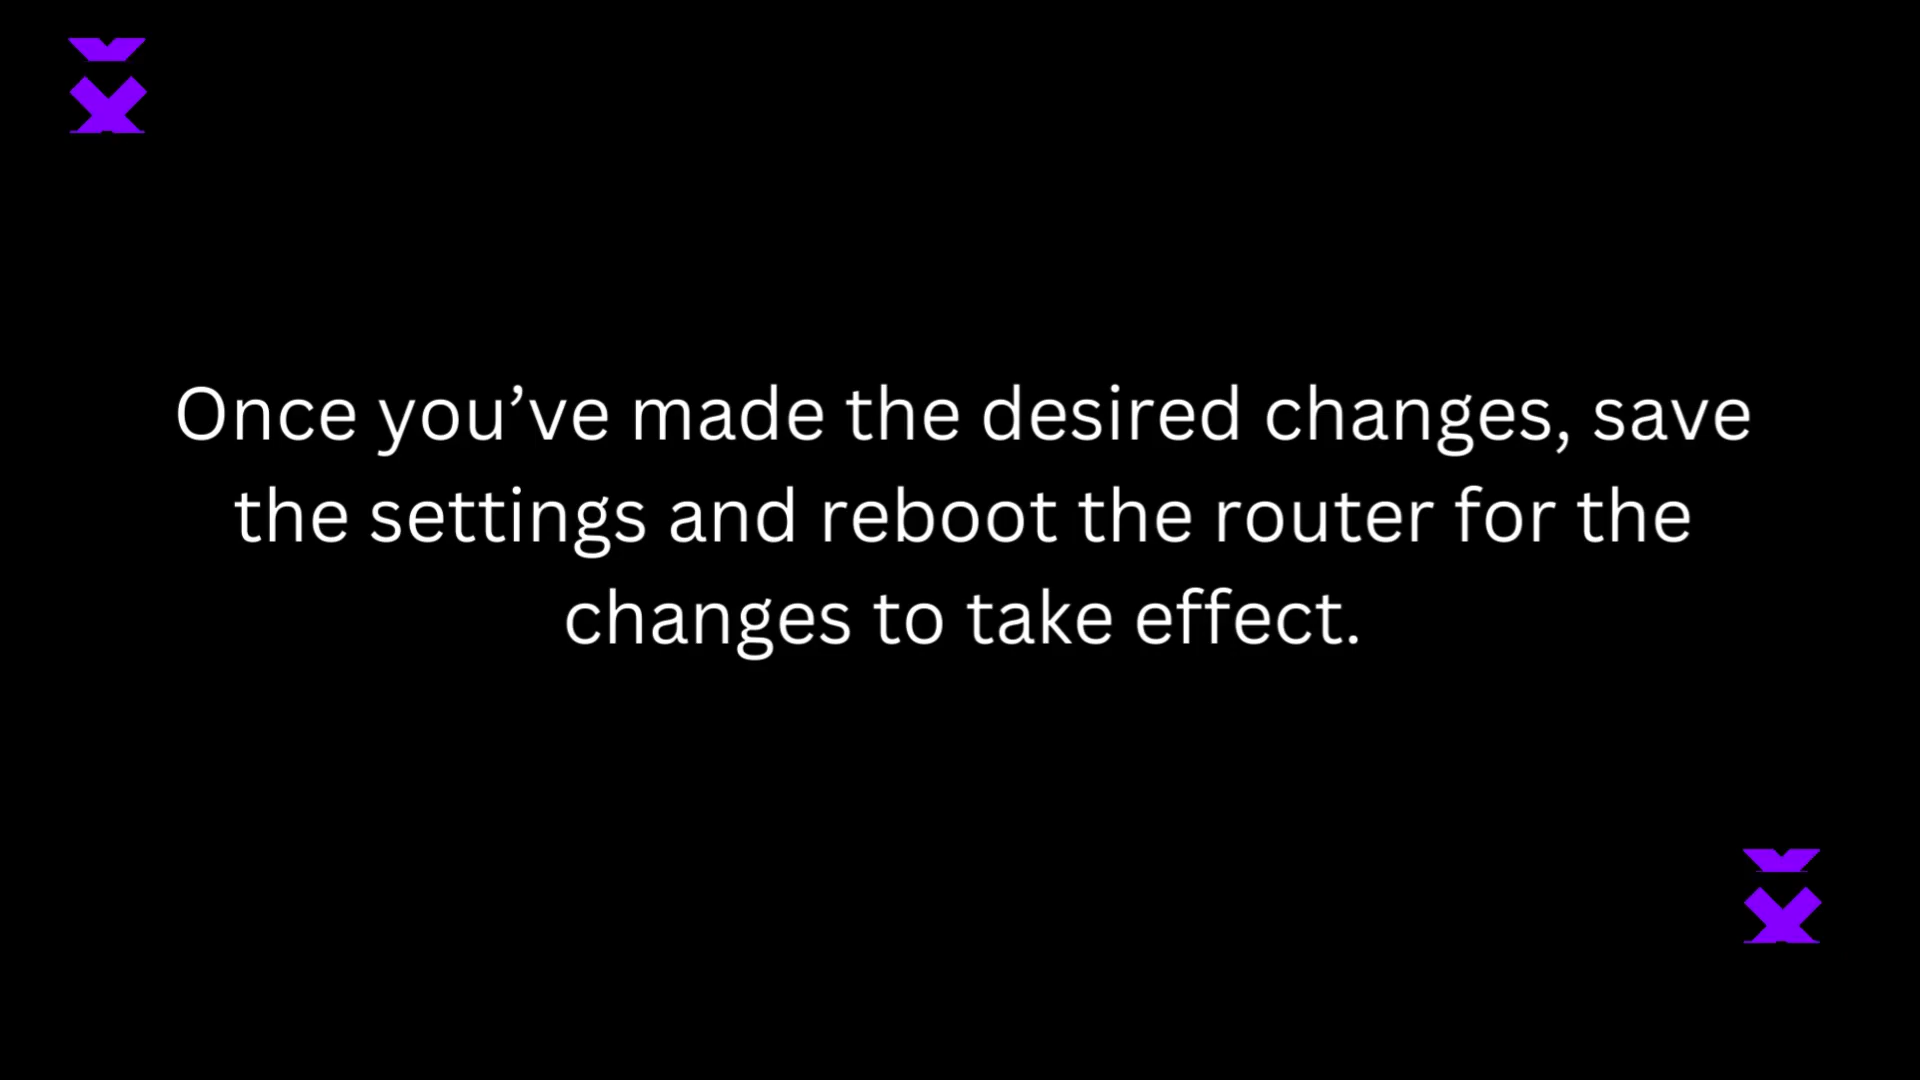 Once you’ve made the desired changes, save
the settings and reboot the router for the
changes to take effect.